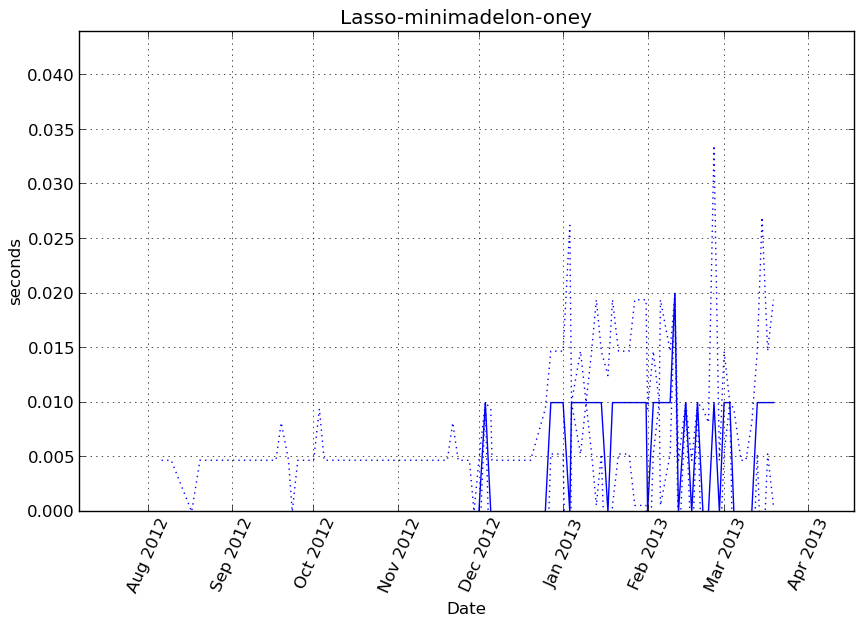 Lasso-minimadelon-oney
0.040
0.035
0.030
0.025
0.020
0.015
0.010
0.005
0.000
seconds
Aug 2012
Sep 2012
Oct 2012
Nov 2012
Dec 2012
Jan 2013
Feb 2013
Mar 2013
Apr 2013
Date